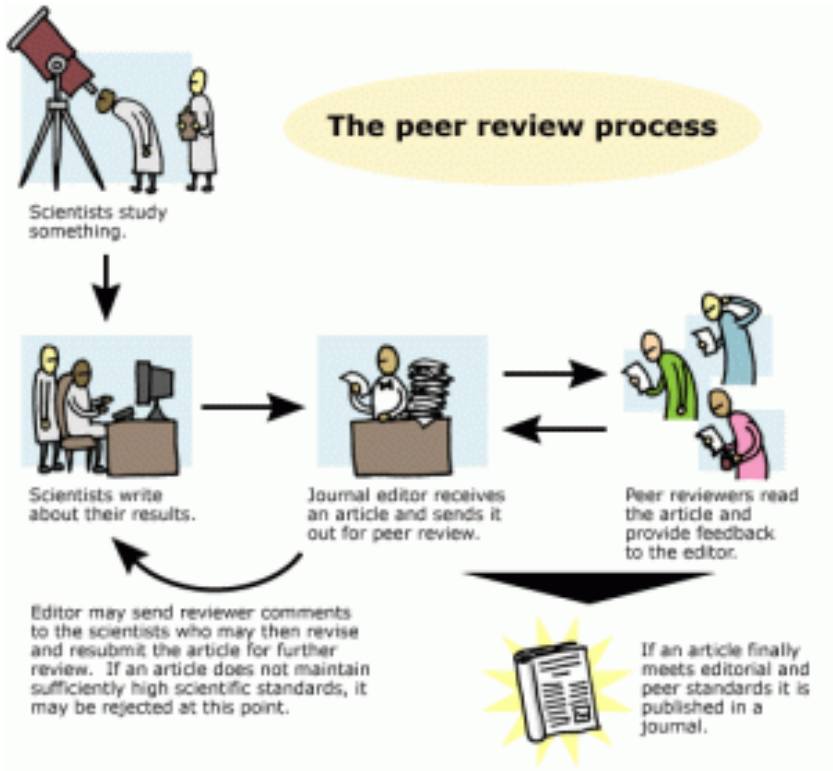 The peer review process
Scientists study
something.
Scientists write
about their results.
Journal editor receives
an article and sends it
out for peer review.
Peer reviewers read
the article and
provide feedback
to the editor.
Editor may send reviewer comments
to the scientists who may then revise
and resubmit the article for further
review. If an article does not maintain
sufficiently high scientific standards, it
may be rejected at this point.
If an article finally
meets editorial and
peer standards it is
published in a
journal.